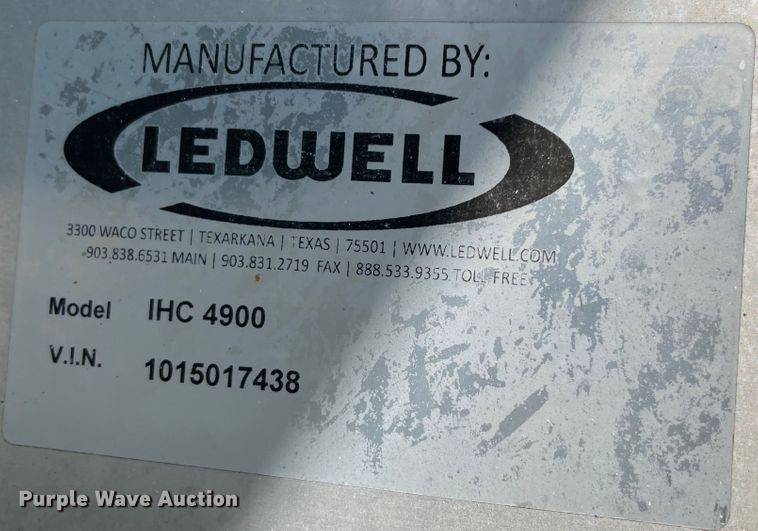 MANUFACTURED BY:
LEDWELL
3300 WACO STREET | TEXARKANA | TEXAS | 75501 | WWW.LEDWELL.COM
903.838.6531 MAIN | 903.831.2719 FAX | 888.533.9355 TOLL FREE
Model IHC 4900
V.I.N. 1015017438
Purple Wave Auction